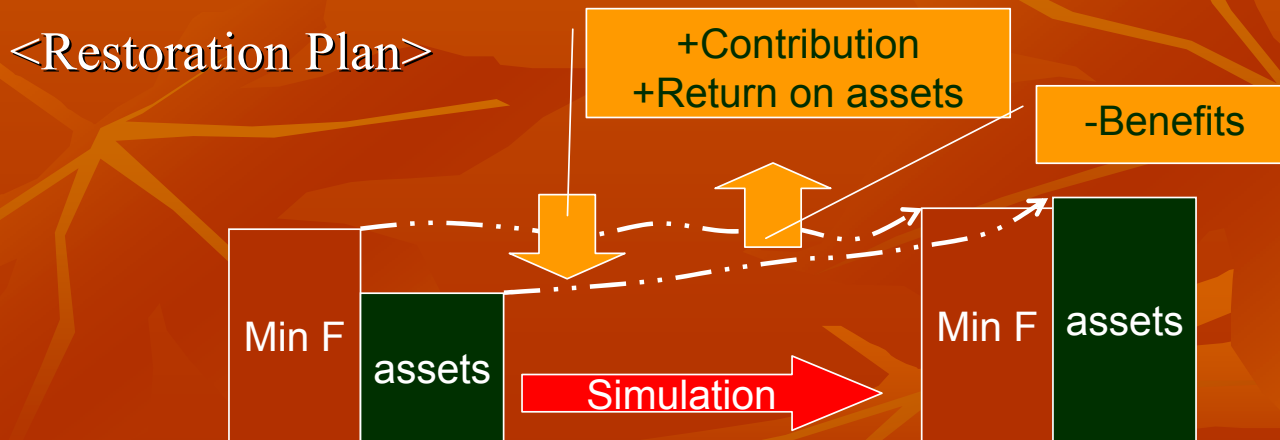 <Restoration Plan>
+Contribution
+Return on assets
-Benefits
Min F
assets
Simulation
Min F
assets